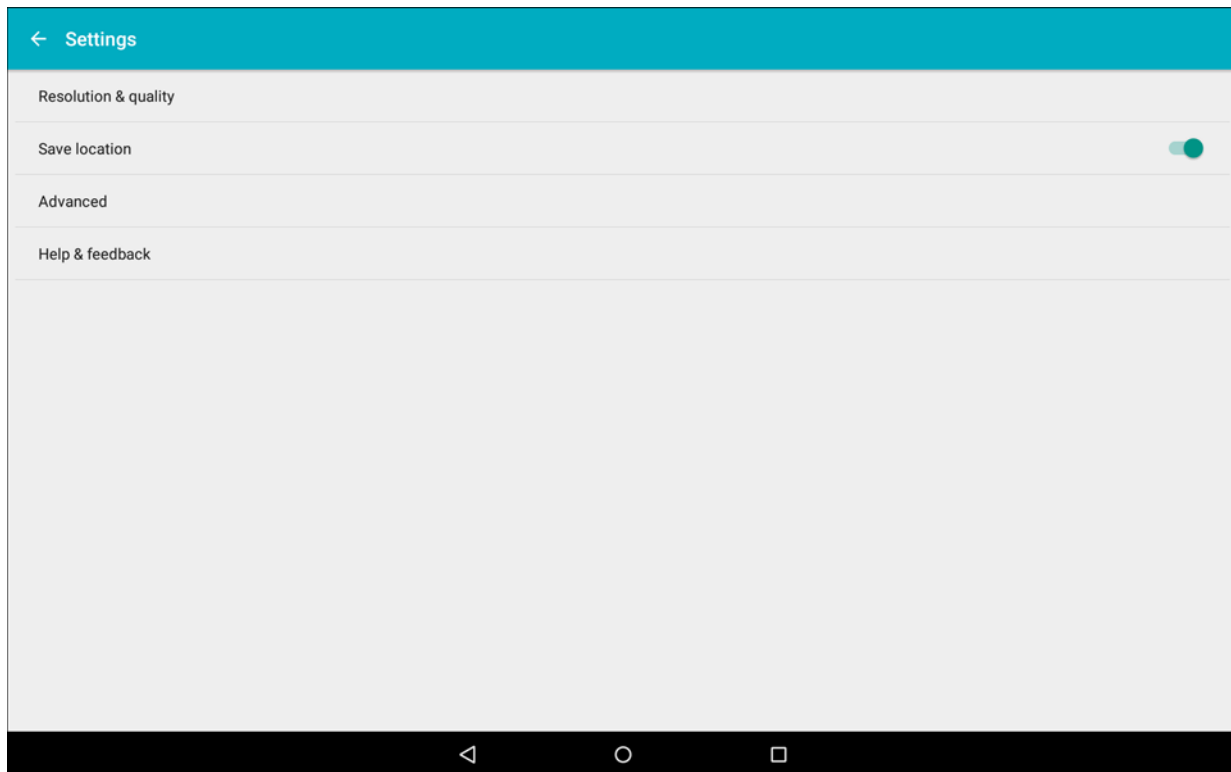 Settings
Resolution & quality
Save location
Advanced
Help & feedback